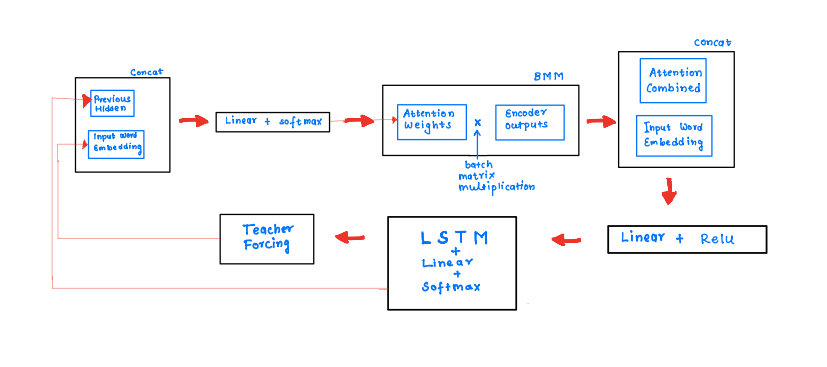 Concat
Previous
Hidden
Input Word
Embedding
Linear + softmax
BMM
Attention
Weights
x
Encoder
Outputs
batch
matrix
multiplication
Concat
Attention
Combined
Input Word
Embedding
Linear + Relu
LSTM
+
Linear
+
Softmax
Teacher
Forcing